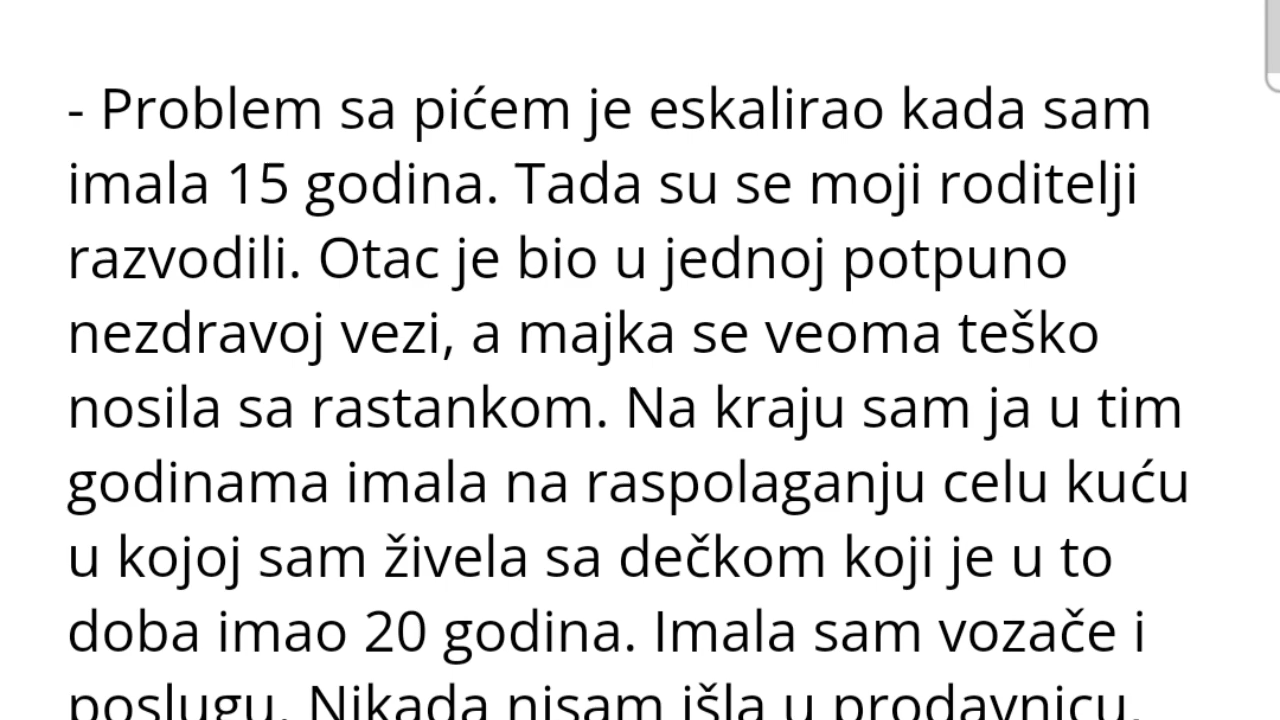 - Problem sa pićem je eskalirao kada sam
imala 15 godina. Tada su se moji roditelji
razvodili. Otac je bio u jednoj potpuno
nezdravoj vezi, a majka se veoma teško
nosila sa rastankom. Na kraju sam ja u tim
godinama imala na raspolaganju celu kuću
u kojoj sam živela sa dečkom koji je u to
doba imao 20 godina. Imala sam vozače i
poslugu. Nikada nisam išla u prodavnicu.